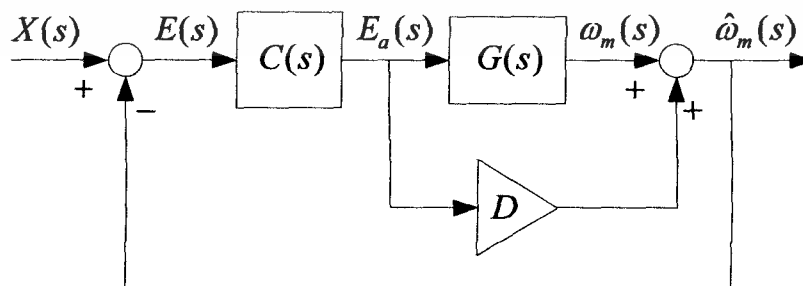 X(s) E(s) E_a(s) ω_m(s) ω̂_m(s)
C(s) G(s)
+ − + +
D